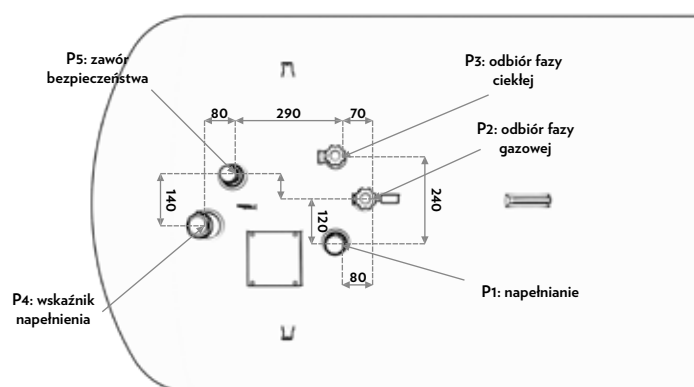 P5: zawór
bezpieczeństwa
P3: odbiór fazy
ciekłej
80
290
70
P2: odbiór fazy
gazowej
140
120
240
80
P4: wskaźnik
napełnienia
P1: napełnianie